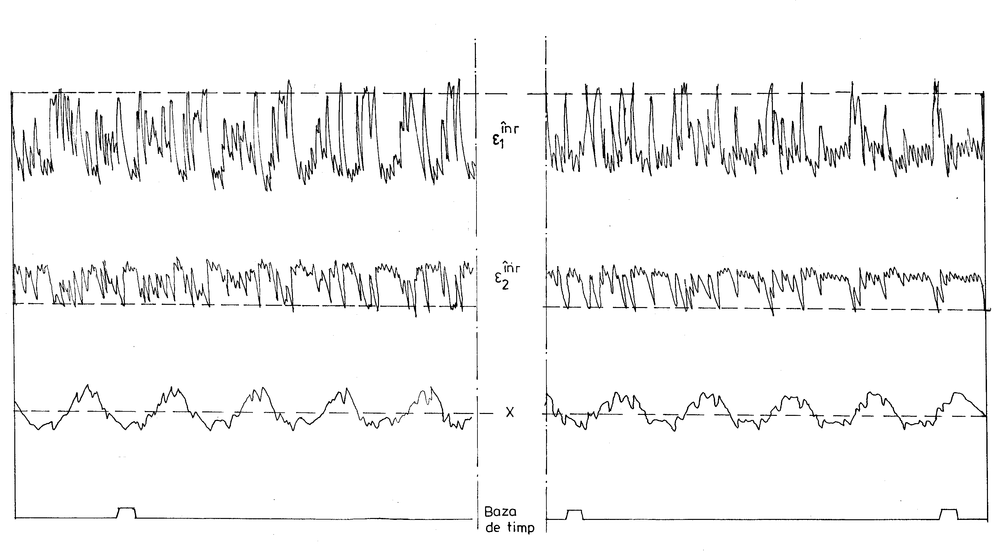 ε₁ înr
ε₂ înr
X
Baza
de timp